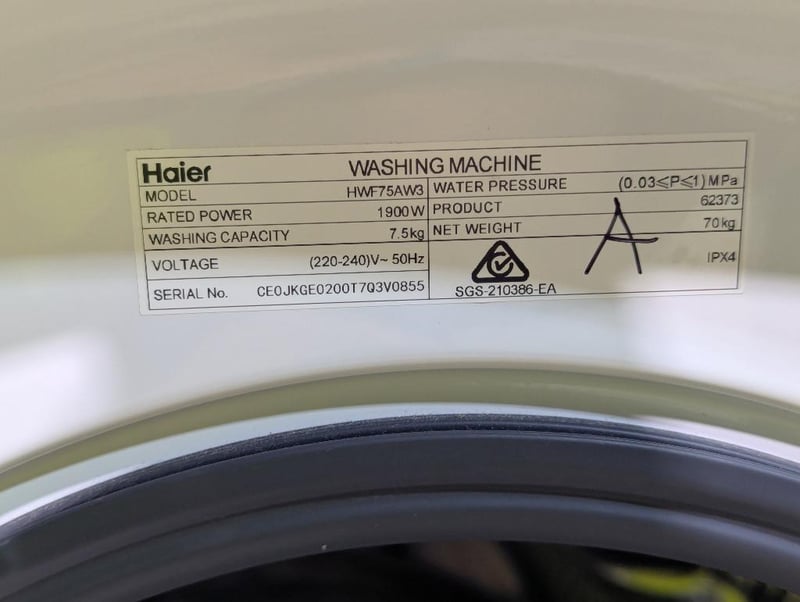 Haier WASHING MACHINE
MODEL HWF75AW3 WATER PRESSURE (0.03≤P≤1)MPa
RATED POWER 1900W PRODUCT 62373
WASHING CAPACITY 7.5kg NET WEIGHT 70kg
VOLTAGE (220-240)V~ 50Hz IPX4
SERIAL No. CE0JKGE0200T7Q3V0855 SGS-210386-EA
A